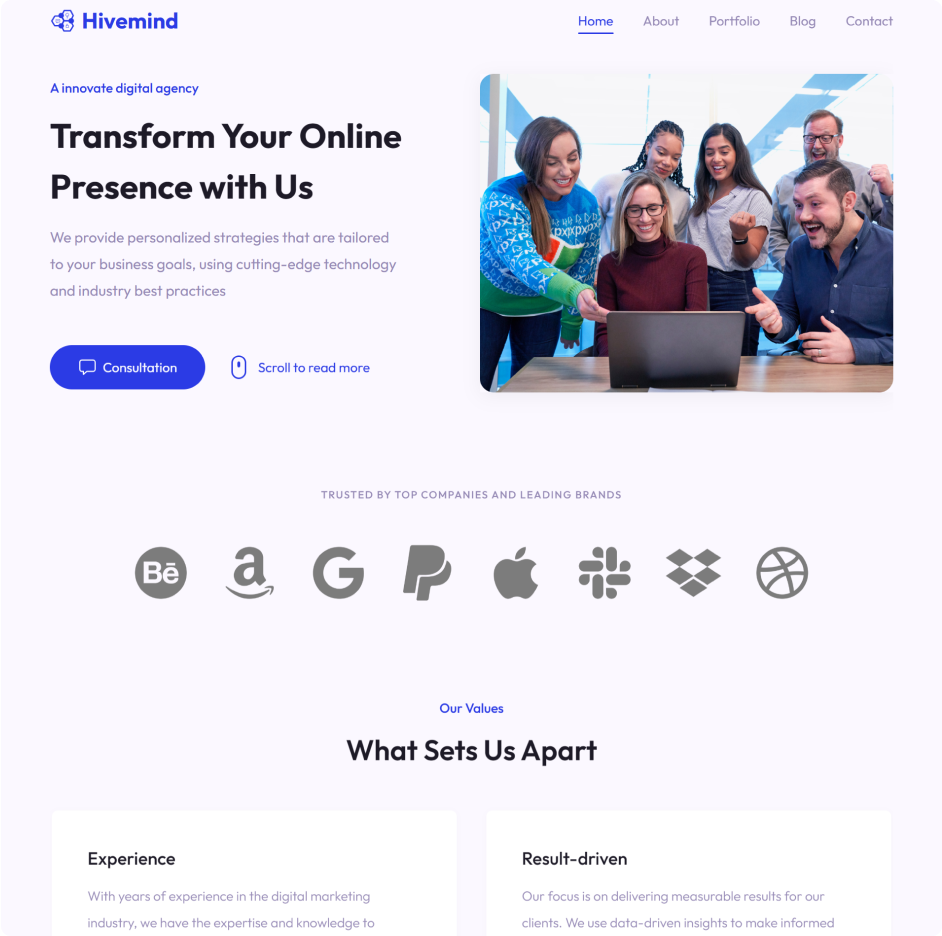 Hivemind
Home About Portfolio Blog Contact
A innovate digital agency
Transform Your Online
Presence with Us
We provide personalized strategies that are tailored
to your business goals, using cutting-edge technology
and industry best practices
Consultation
Scroll to read more
TRUSTED BY TOP COMPANIES AND LEADING BRANDS
Bē
a
G
Our Values
What Sets Us Apart
Experience
With years of experience in the digital marketing
industry, we have the expertise and knowledge to
Result-driven
Our focus is on delivering measurable results for our
clients. We use data-driven insights to make informed